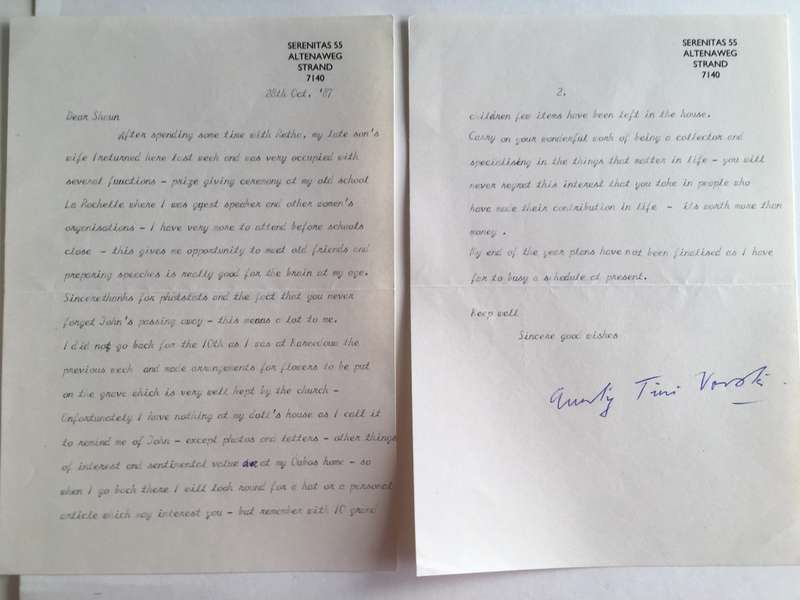 SERENITAS 55
ALTENAWEG
STRAND
7140
28th Oct. '87
Dear Shaun
After spending some time with Retha, my late son's
wife I returned here last week and was very occupied with
several functions - prize giving ceremony at my old school
La Rochelle where I was guest speaker and other women's
organisations - I have very more to attend before schools
close - this gives me opportunity to meet old friends and
preparing speeches is really good for the brain at my age.
Sincerethanks for photstats and the fact that you never
forget John's passing away - this means a lot to me.
I did not go back for the 10th as I was at the
previous week and made arrangements for flowers to be put
on the grave which is very well kept by the church -
Unfortunately I have nothing at my doll's house as I call it
to remind me of John - except photos and letters - other things
of interest and sentimental value are at my Oubos home - so
when I go back there I will look round for a hat or a personal
article which may interest you - but remember with 10 grand
SERENITAS 55
ALTENAWEG
STRAND
7140
2.
children few items have been left in the house.
Carry on your wonderful work of being a collector and
specialising in the things that matter in life - you will
never regret this interest that you take in people who
have made their contribution in life - it's worth more than
money.
My end of the year plans have not been finalised as I have
far to busy a schedule at present.
Keep well
Sincere good wishes
Tini Vorster